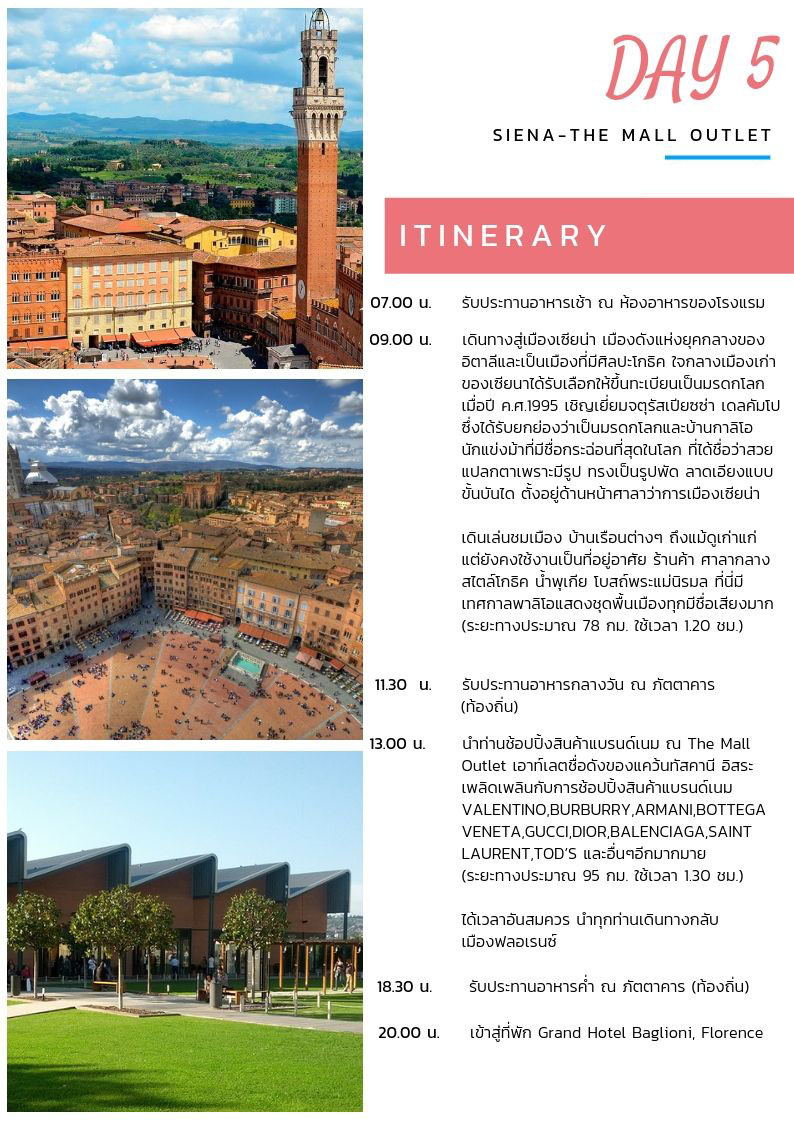 DAY 5
SIENA-THE MALL OUTLET
ITINERARY
07.00 น. รับประทานอาหารเช้า ณ ห้องอาหารของโรงแรม
09.00 น. เดินทางสู่เมืองเซียน่า เมืองดังแห่งยุคกลางของ
อิตาลีและเป็นเมืองที่มีศิลปะโกธิค ใจกลางเมืองเก่า
ของเซียนาได้รับเลือกให้ขึ้นทะเบียนเป็นมรดกโลก
เมื่อปี ค.ศ.1995 เชิญเยี่ยมจตุรัสเปียซซ่า เดลคัมโป
ซึ่งได้รับยกย่องว่าเป็นมรดกโลกและบ้านกาลิโอ
นักแข่งม้าที่มีชื่อกระฉ่อนที่สุดในโลก ที่ได้ชื่อว่าสวย
แปลกตาเพราะมีรูป ทรงเป็นรูปพัด ลาดเอียงแบบ
ขั้นบันได ตั้งอยู่ด้านหน้าศาลาว่าการเมืองเซียน่า
เดินเล่นชมเมือง บ้านเรือนต่างๆ ถึงแม้ดูเก่าแก่
แต่ยังคงใช้งานเป็นที่อยู่อาศัย ร้านค้า ศาลากลาง
สไตล์โกธิค น้ำพุเกีย โบสถ์พระแม่นิรมล ที่นี่มี
เทศกาลพาลิโอแสดงชุดพื้นเมืองทุกมีชื่อเสียงมาก
(ระยะทางประมาณ 78 กม. ใช้เวลา 1.20 ชม.)
11.30 น. รับประทานอาหารกลางวัน ณ ภัตตาคาร
(ท้องถิ่น)
13.00 น. นำท่านช้อปปิ้งสินค้าแบรนด์เนม ณ The Mall
Outlet เอาท์เลตชื่อดังของแคว้นทัสคานี อิสระ
เพลิดเพลินกับการช้อปปิ้งสินค้าแบรนด์เนม
VALENTINO,BURBURRY,ARMANI,BOTTEGA
VENETA,GUCCI,DIOR,BALENCIAGA,SAINT
LAURENT,TOD'S และอื่นๆอีกมากมาย
(ระยะทางประมาณ 95 กม. ใช้เวลา 1.30 ชม.)
ได้เวลาอันสมควร นำทุกท่านเดินทางกลับ
เมืองฟลอเรนซ์
18.30 น. รับประทานอาหารค่ำ ณ ภัตตาคาร (ท้องถิ่น)
20.00 น. เข้าสู่ที่พัก Grand Hotel Baglioni, Florence